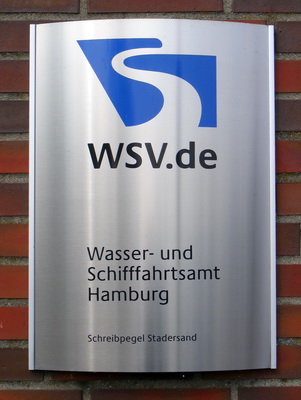 WSV.de
Wasser- und
Schifffahrtsamt
Hamburg
Schreibpegel Stadersand